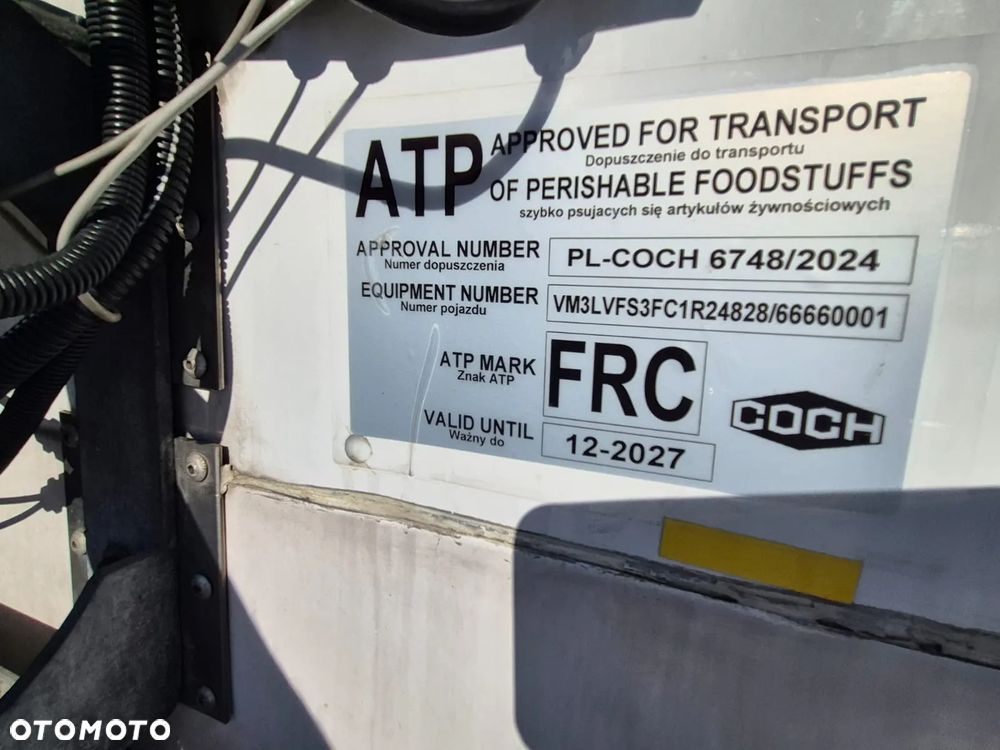 ATP
APPROVED FOR TRANSPORT
Dopuszczenie do transportu
OF PERISHABLE FOODSTUFFS
szybko psujacych się artykułów żywnościowych
APPROVAL NUMBER
Numer dopuszczenia
PL-COCH 6748/2024
EQUIPMENT NUMBER
Numer pojazdu
VM3LVFS3FC1R24828/66660001
ATP MARK
Znak ATP
FRC
VALID UNTIL
Ważny do
12-2027
COCH
OTOMOTO